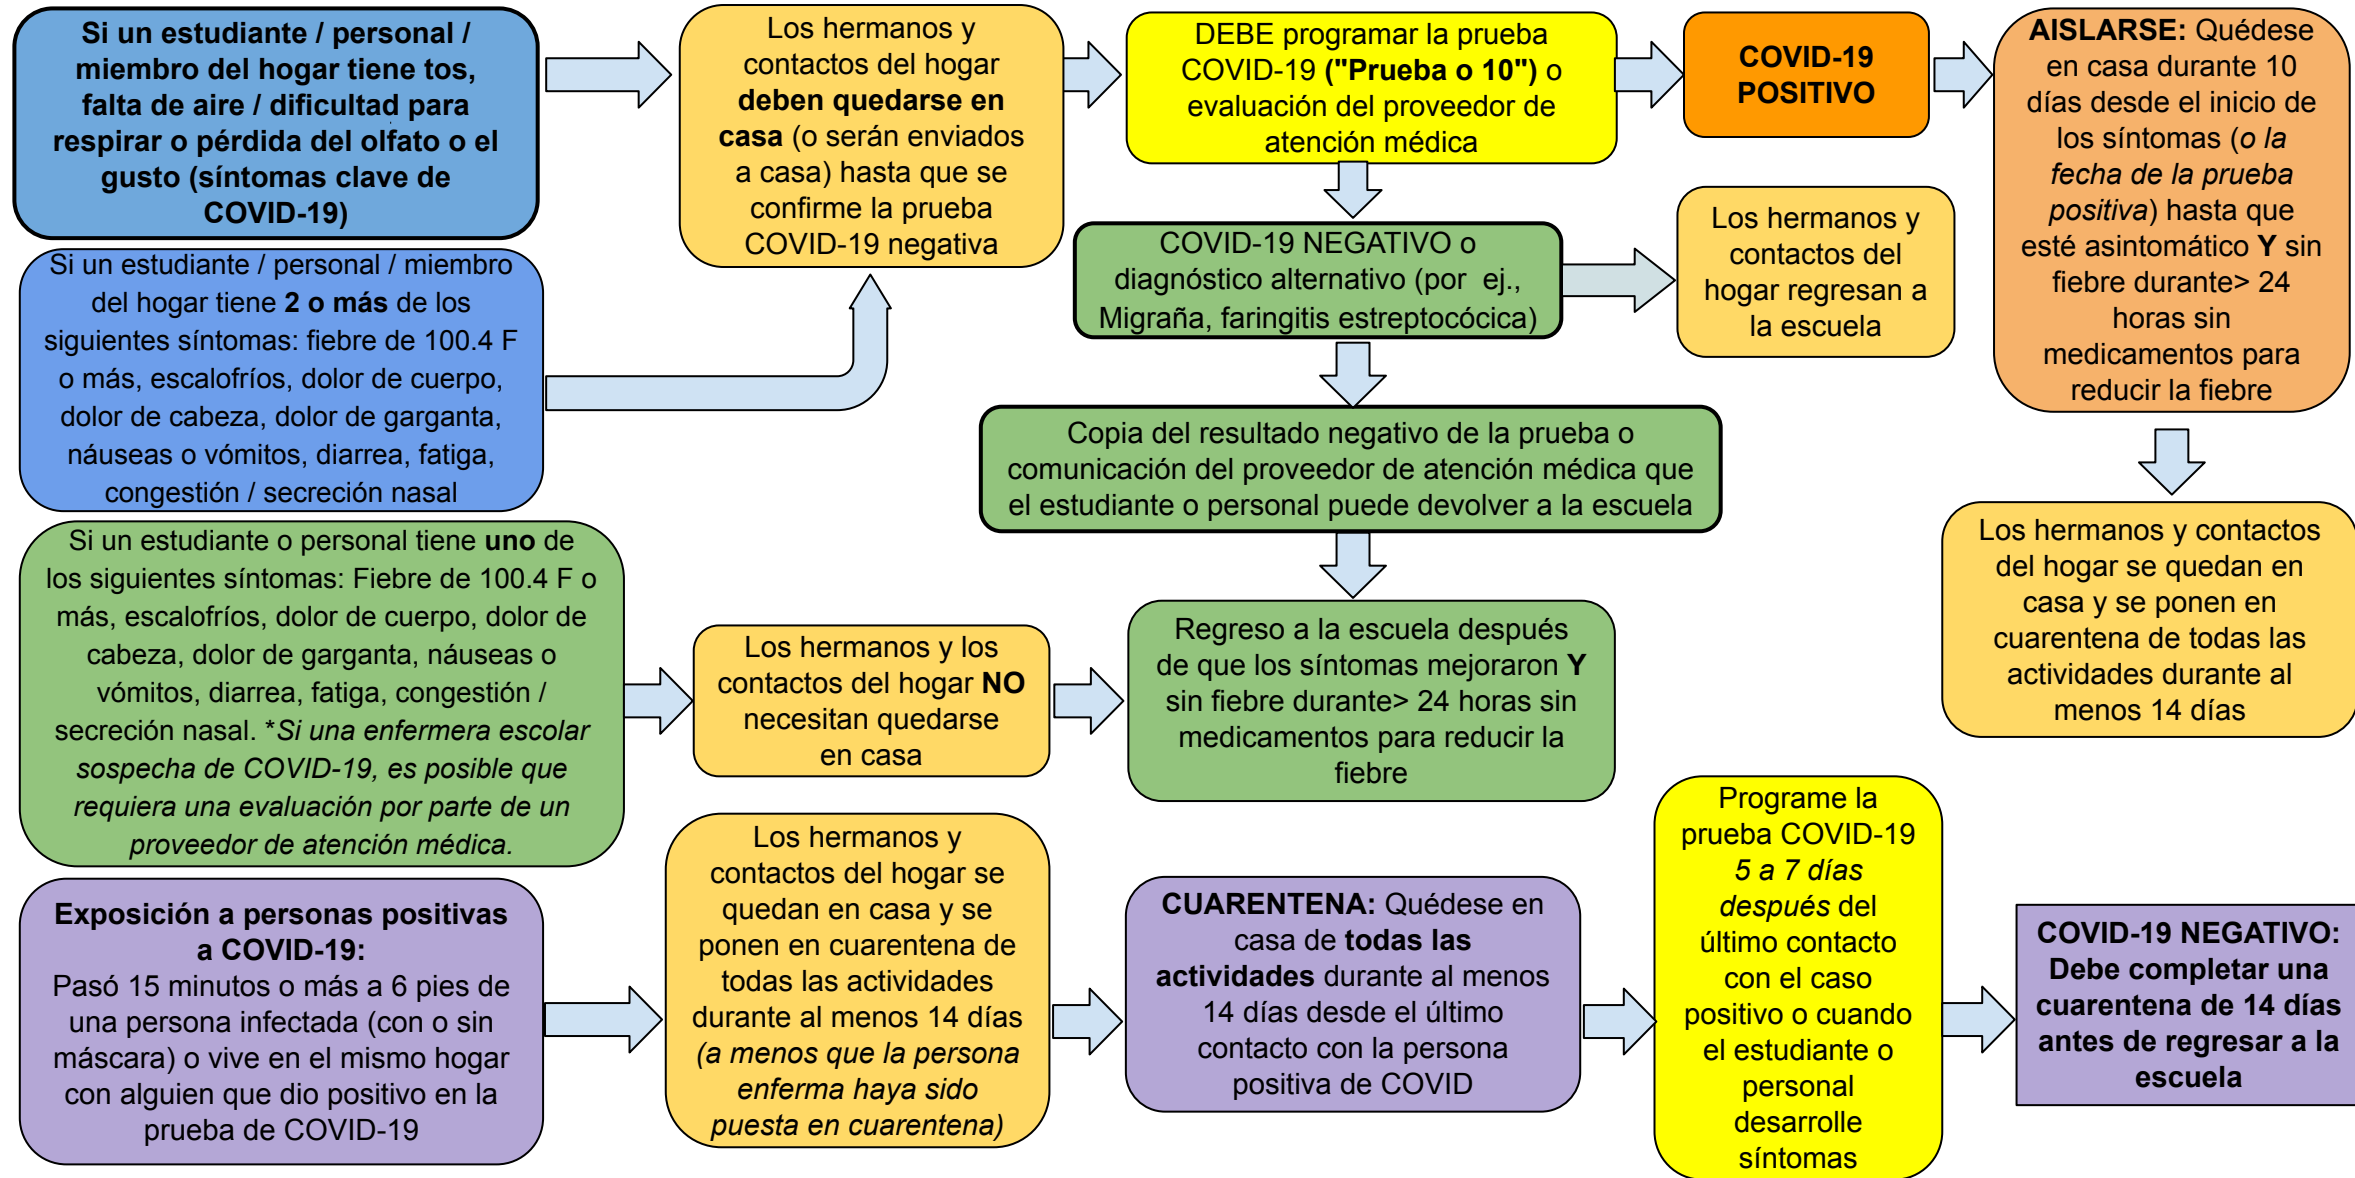 Si un estudiante / personal /
miembro del hogar tiene tos,
falta de aire / dificultad para
respirar o pérdida del olfato o el
gusto (síntomas clave de
COVID-19)
Los hermanos y
contactos del hogar
deben quedarse en
casa (o serán enviados
a casa) hasta que se
confirme la prueba
COVID-19 negativa
DEBE programar la prueba
COVID-19 ("Prueba o 10") o
evaluación del proveedor de
atención médica
COVID-19
POSITIVO
AISLARSE: Quédese
en casa durante 10
días desde el inicio de
los síntomas (o la
fecha de la prueba
positiva) hasta que
esté asintomático Y sin
fiebre durante> 24
horas sin
medicamentos para
reducir la fiebre
Si un estudiante / personal / miembro
del hogar tiene 2 o más de los
siguientes síntomas: fiebre de 100.4 F
o más, escalofríos, dolor de cuerpo,
dolor de cabeza, dolor de garganta,
náuseas o vómitos, diarrea, fatiga,
congestión / secreción nasal
COVID-19 NEGATIVO o
diagnóstico alternativo (por  ej.,
Migraña, faringitis estreptocócica)
Los hermanos y
contactos del
hogar regresan a
la escuela
Copia del resultado negativo de la prueba o
comunicación del proveedor de atención médica que
el estudiante o personal puede devolver a la escuela
Los hermanos y contactos
del hogar se quedan en
casa y se ponen en
cuarentena de todas las
actividades durante al
menos 14 días
Si un estudiante o personal tiene uno de
los siguientes síntomas: Fiebre de 100.4 F o
más, escalofríos, dolor de cuerpo, dolor de
cabeza, dolor de garganta, náuseas o
vómitos, diarrea, fatiga, congestión /
secreción nasal. *Si una enfermera escolar
sospecha de COVID-19, es posible que
requiera una evaluación por parte de un
proveedor de atención médica.
Los hermanos y los
contactos del hogar NO
necesitan quedarse
en casa
Regreso a la escuela después
de que los síntomas mejoraron Y
sin fiebre durante> 24 horas sin
medicamentos para reducir la
fiebre
Exposición a personas positivas
a COVID-19:
Pasó 15 minutos o más a 6 pies de
una persona infectada (con o sin
máscara) o vive en el mismo hogar
con alguien que dio positivo en la
prueba de COVID-19
Los hermanos y
contactos del hogar se
quedan en casa y se
ponen en cuarentena de
todas las actividades
durante al menos 14 días
(a menos que la persona
enferma haya sido
puesta en cuarentena)
CUARENTENA: Quédese en
casa de todas las
actividades durante al menos
14 días desde el último
contacto con la persona
positiva de COVID
Programe la
prueba COVID-19
5 a 7 días
después del
último contacto
con el caso
positivo o cuando
el estudiante o
personal
desarrolle
síntomas
COVID-19 NEGATIVO:
Debe completar una
cuarentena de 14 días
antes de regresar a la
escuela